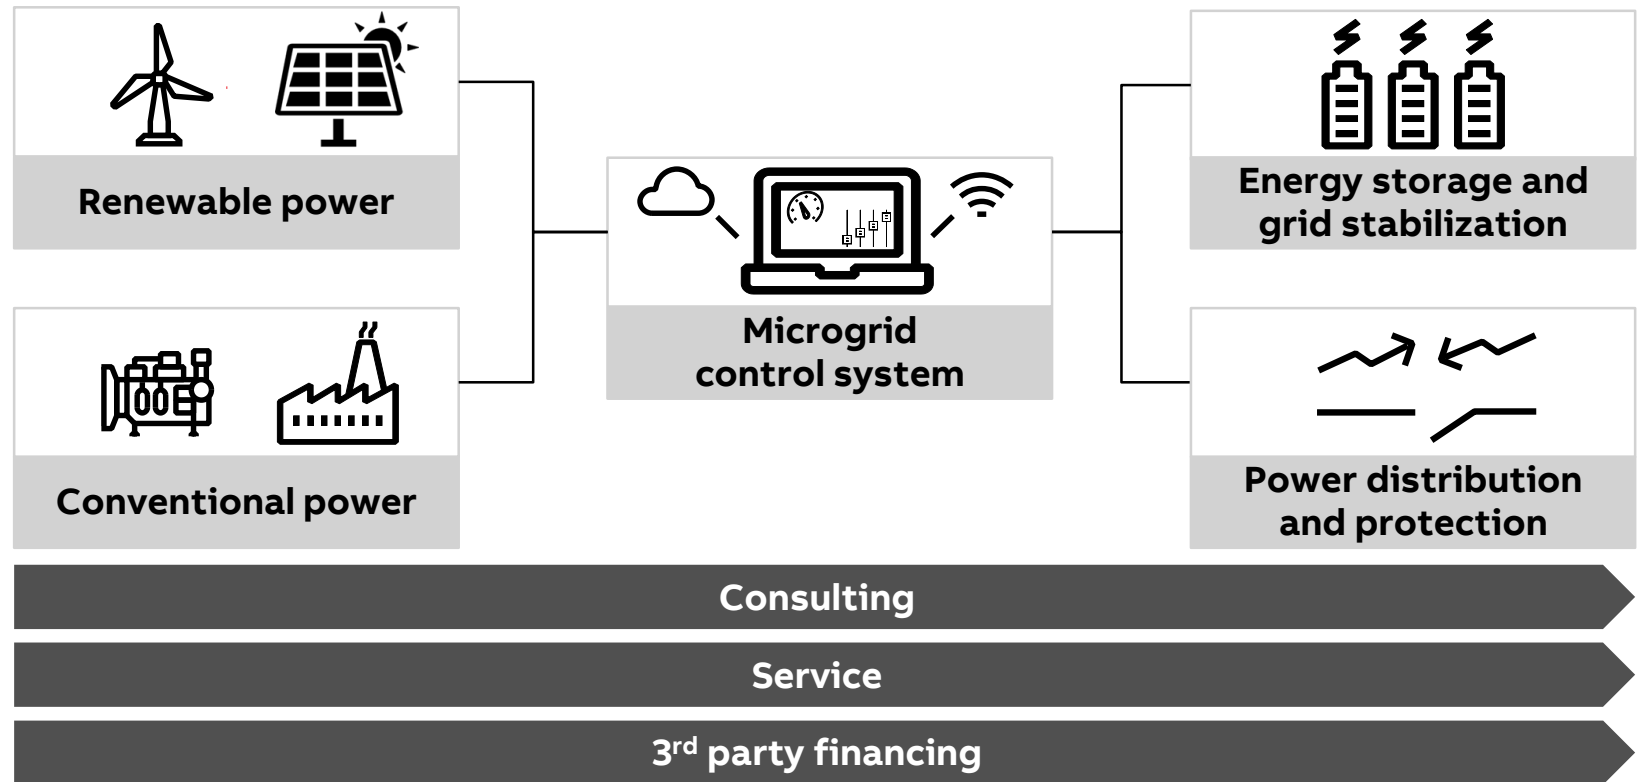 Renewable power
Conventional power
Microgrid
control system
Energy storage and
grid stabilization
Power distribution
and protection
Consulting
Service
3rd party financing